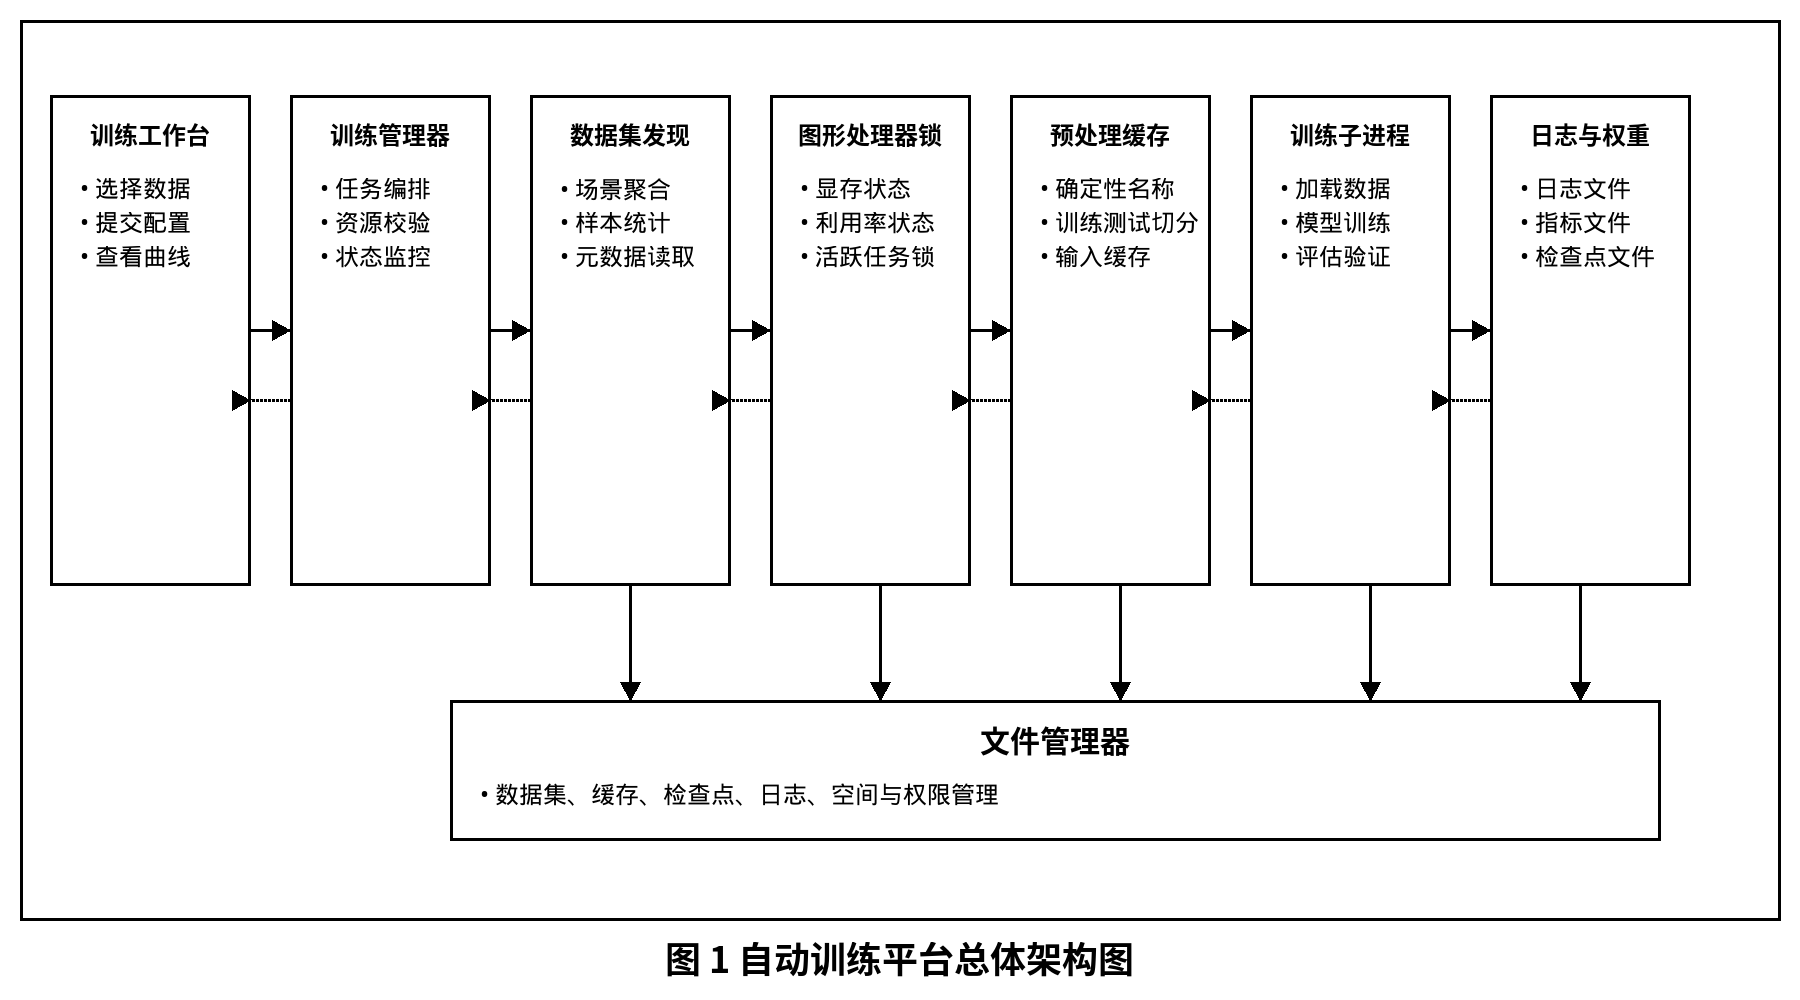 训练工作台
• 选择数据
• 提交配置
• 查看曲线
训练管理器
• 任务编排
• 资源校验
• 状态监控
数据集发现
• 场景聚合
• 样本统计
• 元数据读取
图形处理器锁
• 显存状态
• 利用率状态
• 活跃任务锁
预处理缓存
• 确定性名称
• 训练测试切分
• 输入缓存
训练子进程
• 加载数据
• 模型训练
• 评估验证
日志与权重
• 日志文件
• 指标文件
• 检查点文件
文件管理器
• 数据集、缓存、检查点、日志、空间与权限管理
图 1 自动训练平台总体架构图